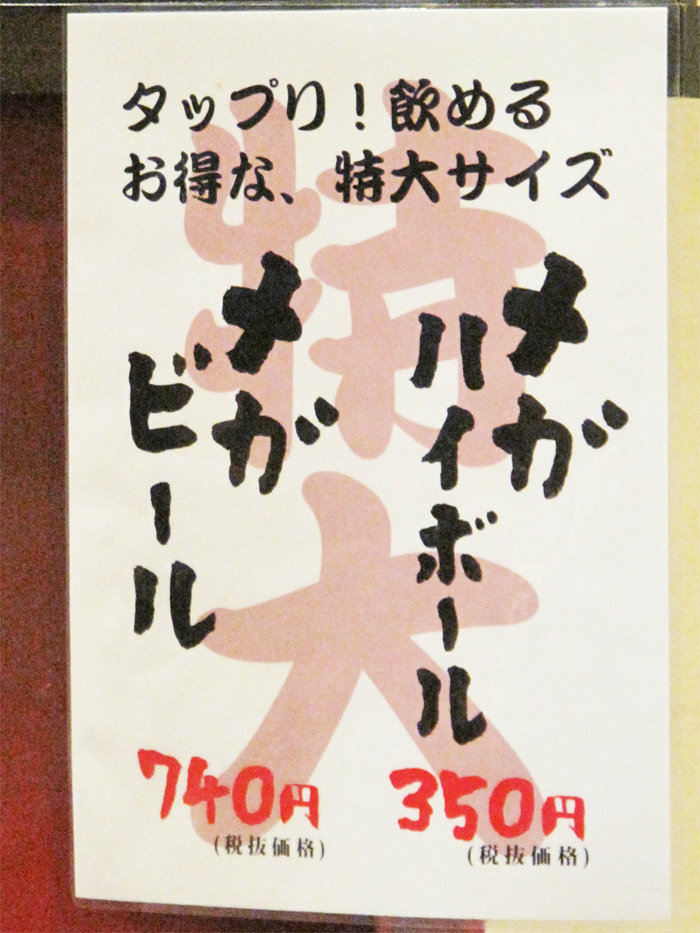 タップり！飲める
お得な、特大サイズ
特大
メガ
ハイボール
350円
(税抜価格)
メガ
ビール
740円
(税抜価格)